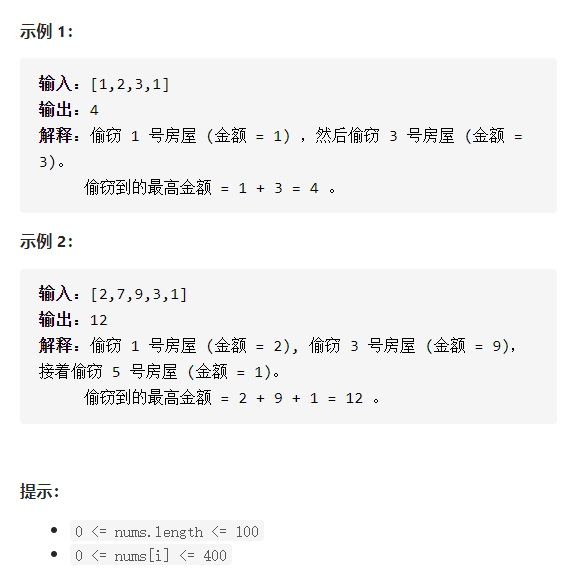 示例 1：
输入：[1,2,3,1]
输出：4
解释：偷窃 1 号房屋 (金额 = 1) ，然后偷窃 3 号房屋 (金额 =
3)。
偷窃到的最高金额 = 1 + 3 = 4 。
示例 2：
输入：[2,7,9,3,1]
输出：12
解释：偷窃 1 号房屋 (金额 = 2), 偷窃 3 号房屋 (金额 = 9)，
接着偷窃 5 号房屋 (金额 = 1)。
偷窃到的最高金额 = 2 + 9 + 1 = 12 。
提示：
• 0 <= nums.length <= 100
• 0 <= nums[i] <= 400